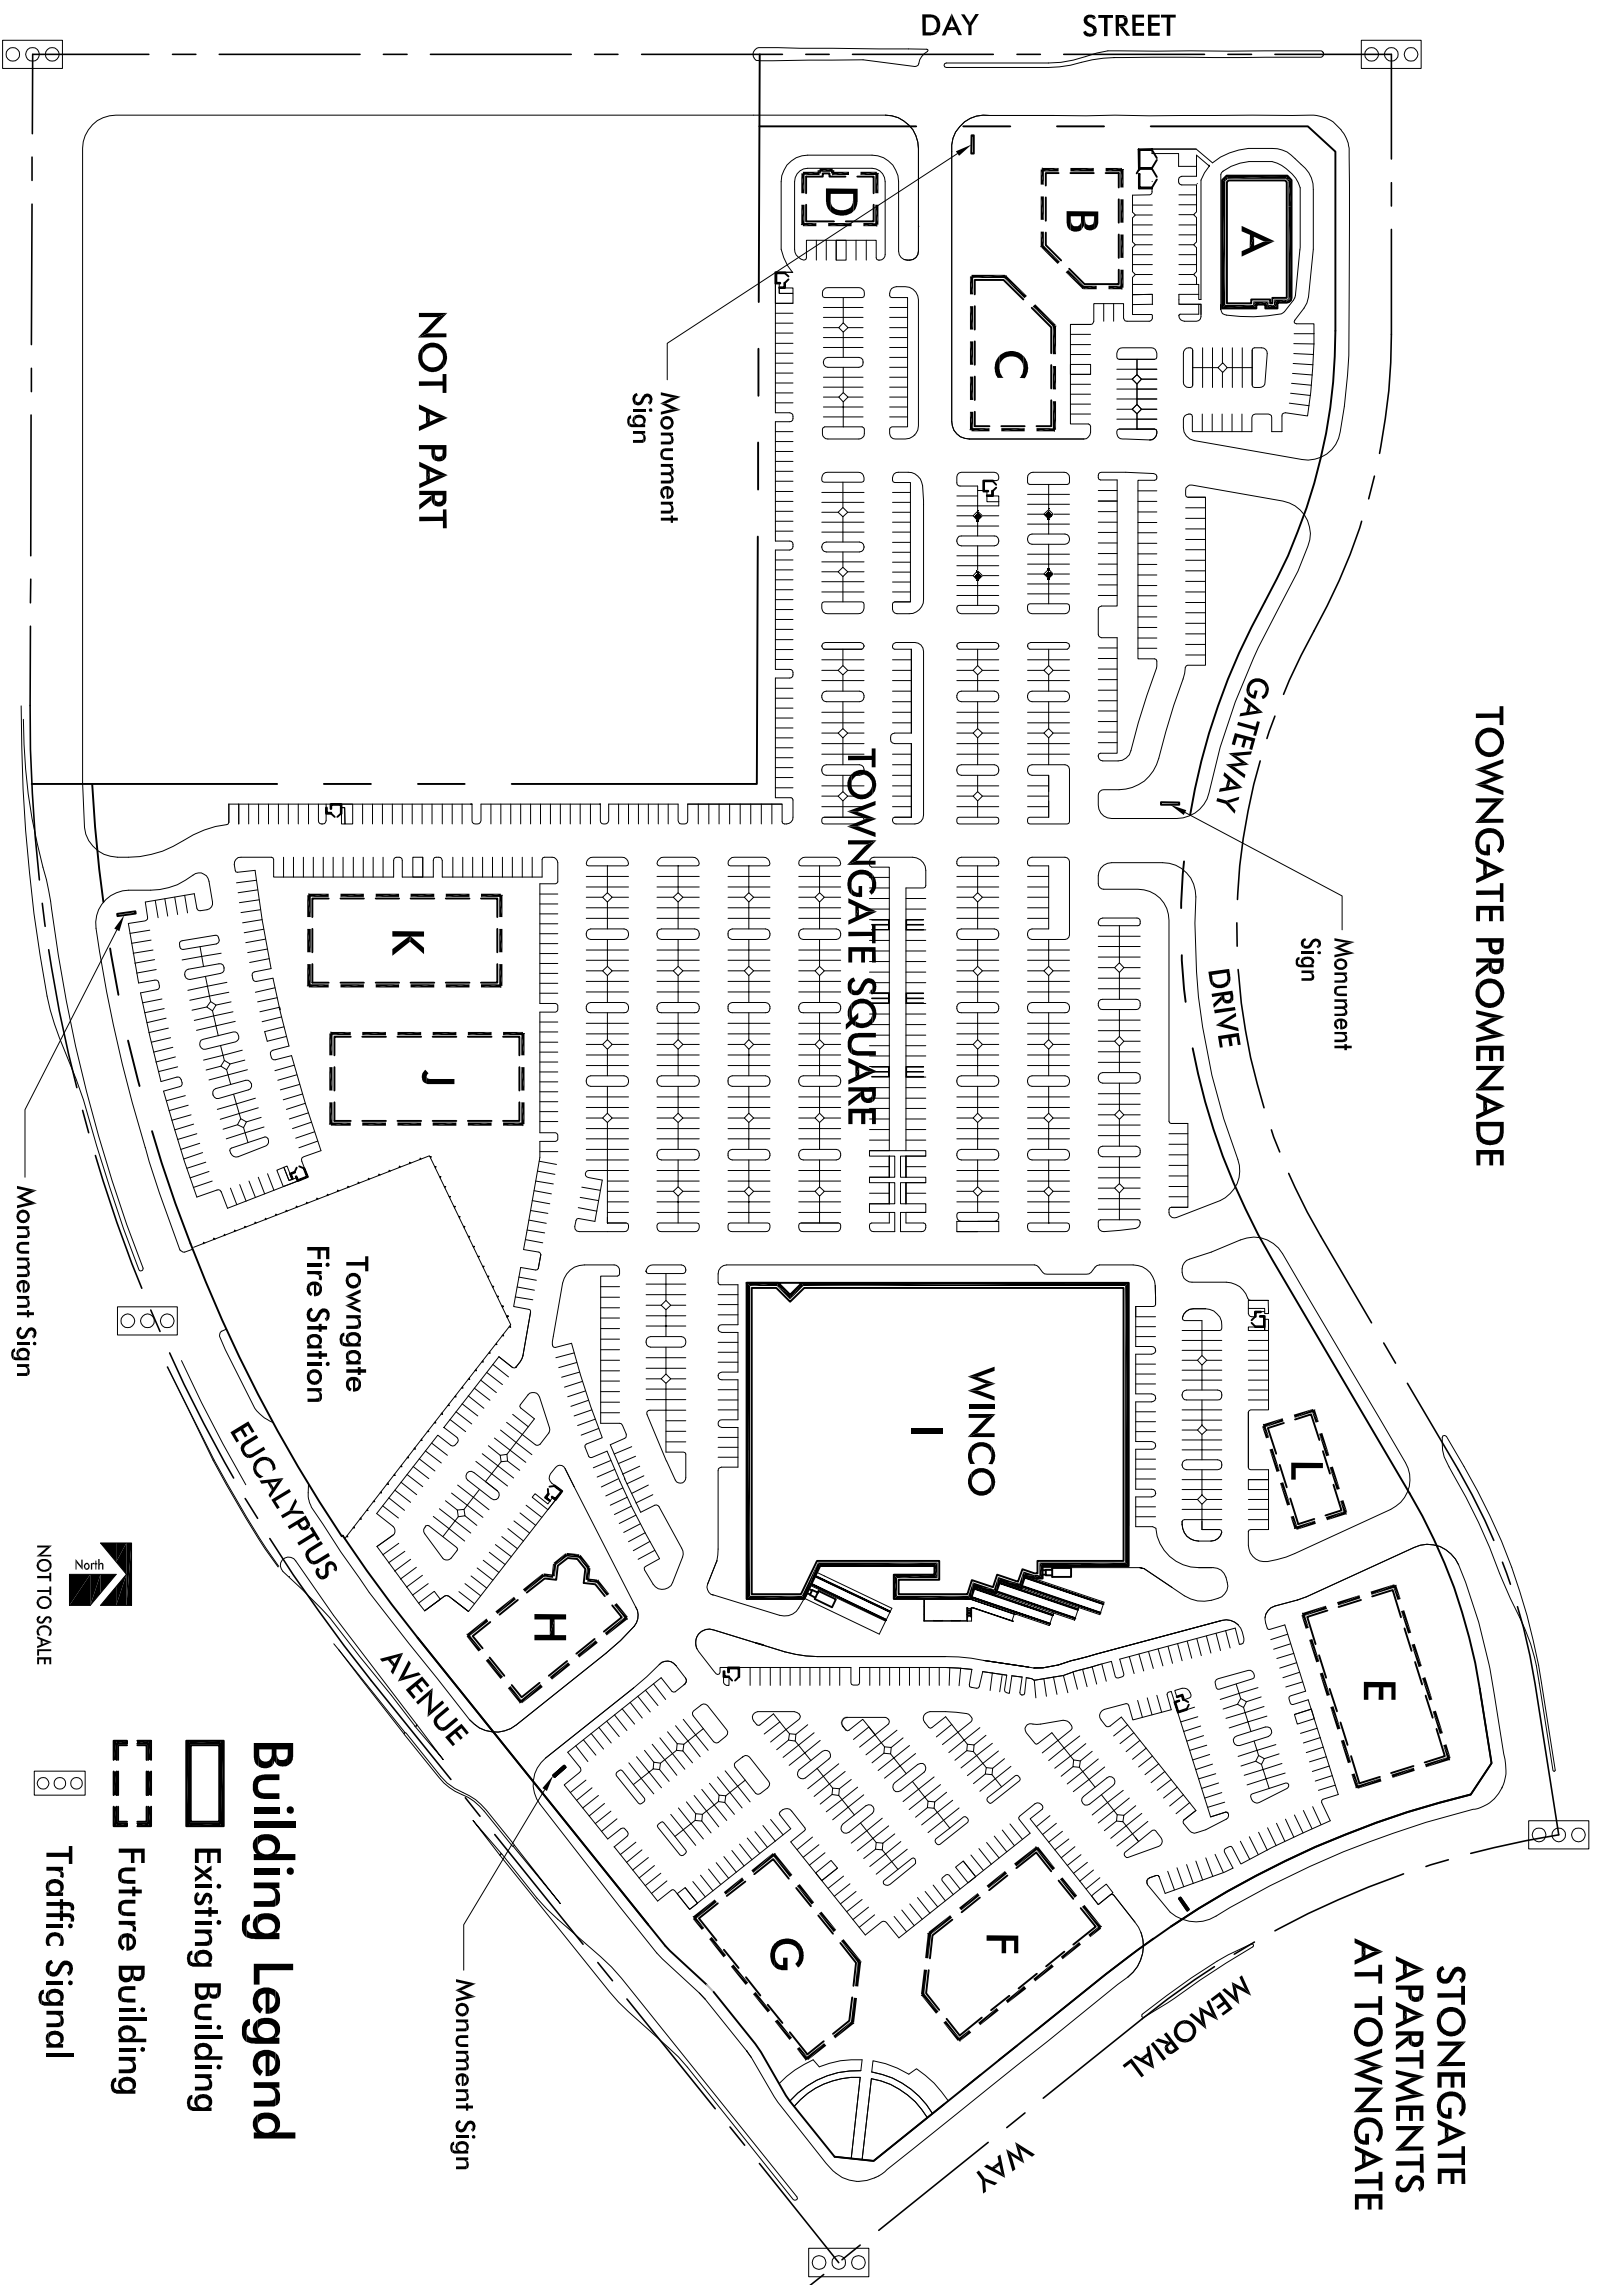 DAY STREET
TOWNGATE PROMENADE
GATEWAY
DRIVE
Monument
Sign
A
B
C
D
Monument
Sign
NOT A PART
TOWNGATE SQUARE
K
J
Monument Sign
Towngate
Fire Station
WINCO
I
L
E
H
F
G
EUCALYPTUS
AVENUE
MEMORIAL
WAY
STONEGATE
APARTMENTS
AT TOWNGATE
Monument Sign
North
NOT TO SCALE
Building Legend
Existing Building
Future Building
Traffic Signal